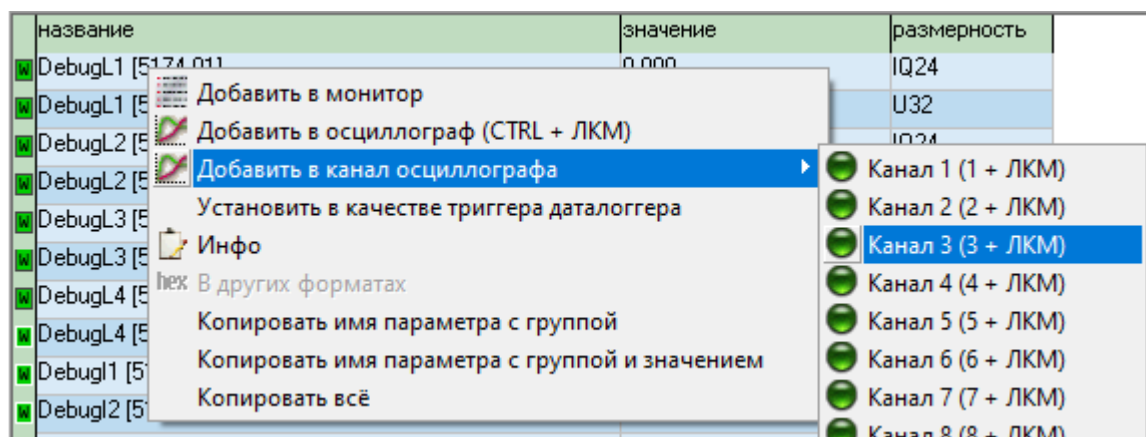 название значение размерность
DebugL1 [5174.01] 0.000 IQ24
DebugL1 [5 U32
DebugL2 [5 IQ24
DebugL2 [5
DebugL3 [5
DebugL3 [5
DebugL4 [5
DebugL4 [5
DebugI1 [5
DebugI2 [5
Добавить в монитор
Добавить в осциллограф (CTRL + ЛКМ)
Добавить в канал осциллографа
Установить в качестве триггера даталоггера
Инфо
hex В других форматах
Копировать имя параметра с группой
Копировать имя параметра с группой и значением
Копировать всё
Канал 1 (1 + ЛКМ)
Канал 2 (2 + ЛКМ)
Канал 3 (3 + ЛКМ)
Канал 4 (4 + ЛКМ)
Канал 5 (5 + ЛКМ)
Канал 6 (6 + ЛКМ)
Канал 7 (7 + ЛКМ)
Канал 8 (8 + ЛКМ)